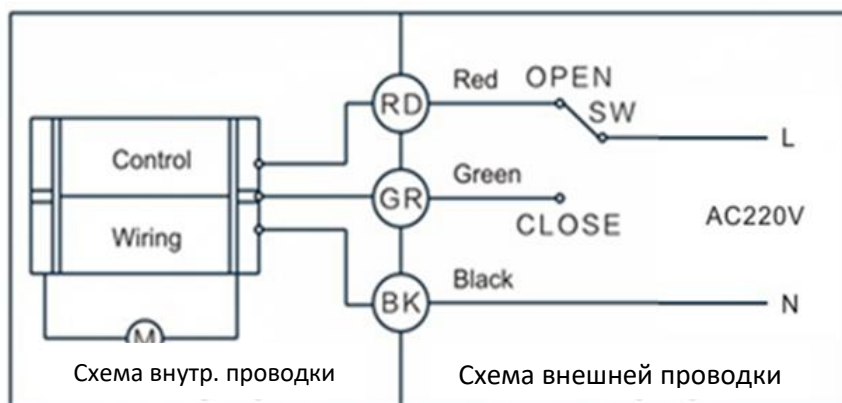 Red
OPEN
RD
SW
Control
L
Green
GR
AC220V
CLOSE
Wiring
Black
BK
N
M
Схема внутр. проводки
Схема внешней проводки